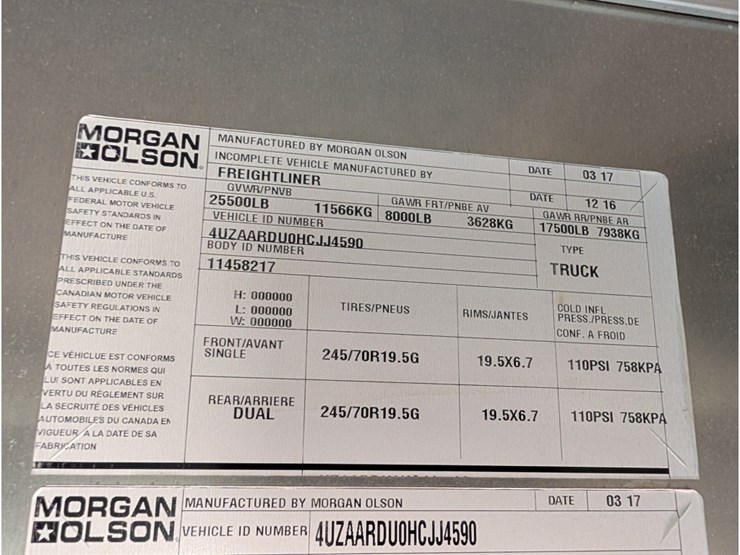 MORGAN OLSON
MANUFACTURED BY MORGAN OLSON DATE 03 17
INCOMPLETE VEHICLE MANUFACTURED BY
FREIGHTLINER DATE 12 16
GVWR/PNVB GAWR FRT/PNBE AV GAWR RR/PNBE AR
25500LB 11566KG 8000LB 3628KG 17500LB 7938KG
VEHICLE ID NUMBER
4UZAARDU0HCJJ4590
TYPE
TRUCK
BODY ID NUMBER
11458217
THIS VEHICLE CONFORMS TO
ALL APPLICABLE U.S.
FEDERAL MOTOR VEHICLE
SAFETY STANDARDS IN
EFFECT ON THE DATE OF
MANUFACTURE
THIS VEHICLE CONFORMS TO
ALL APPLICABLE STANDARDS
PRESCRIBED UNDER THE
CANADIAN MOTOR VEHICLE
SAFETY REGULATIONS IN
EFFECT ON THE DATE OF
MANUFACTURE
CE VÉHICLUE EST CONFORMS
A TOUTES LES NORMES QUI
LUI SONT APPLICABLES EN
VERTU DU RÉGLEMENT SUR
LA SECRUITÉ DES VÉHICLES
AUTOMOBILES DU CANADA EN
VIGUEUR A LA DATE DE SA
FABRICATION
H: 000000
L: 000000
W: 000000
TIRES/PNEUS RIMS/JANTES COLD INFL
PRESS./PRESS.DE
CONF. A FROID
FRONT/AVANT
SINGLE 245/70R19.5G 19.5X6.7 110PSI 758KPA
REAR/ARRIERE
DUAL 245/70R19.5G 19.5X6.7 110PSI 758KPA
MORGAN OLSON
MANUFACTURED BY MORGAN OLSON DATE 03 17
VEHICLE ID NUMBER 4UZAARDU0HCJJ4590